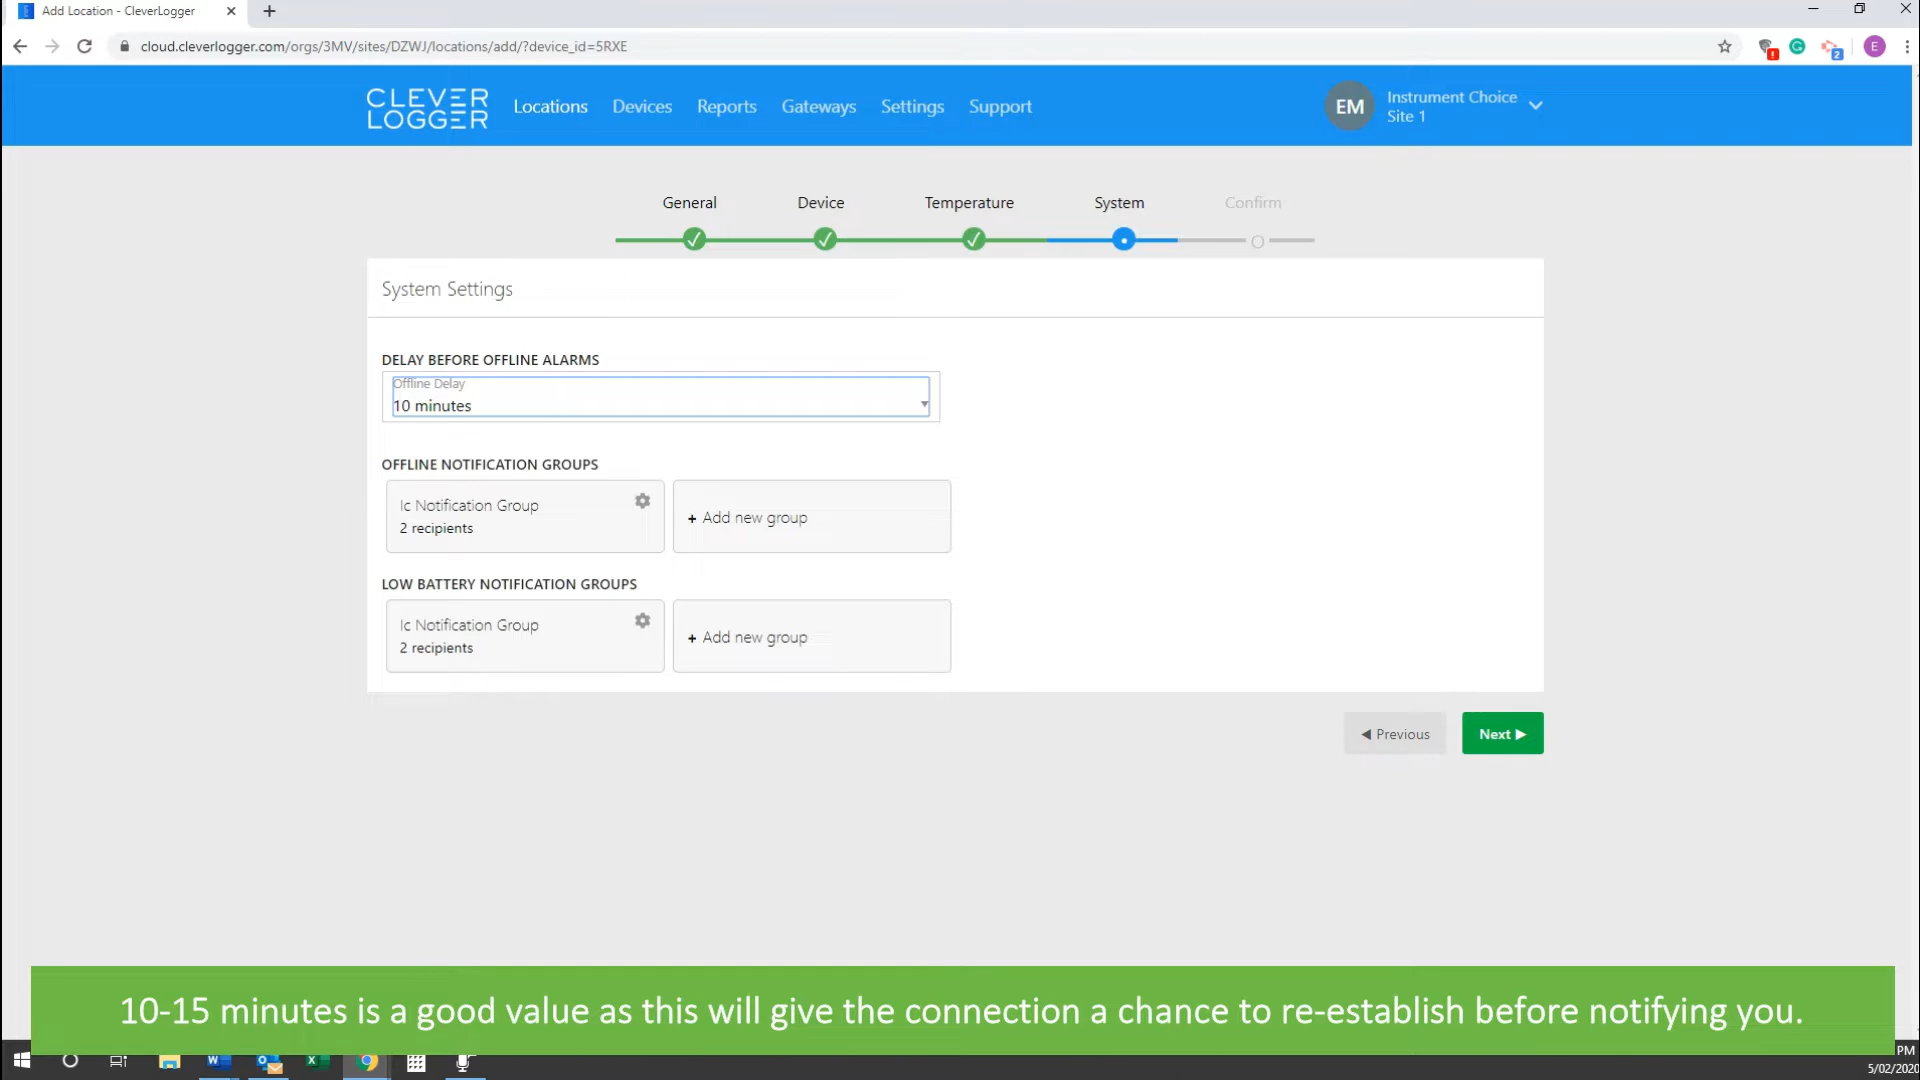 Add Location - CleverLogger
cloud.cleverlogger.com/orgs/3MV/sites/DZWJ/locations/add/?device_id=5RXE
E
CLEVER
LOGGER
Locations
Devices
Reports
Gateways
Settings
Support
EM
Instrument Choice
Site 1
General
Device
Temperature
System
Confirm
System Settings
DELAY BEFORE OFFLINE ALARMS
Offline Delay
10 minutes
OFFLINE NOTIFICATION GROUPS
Ic Notification Group
2 recipients
+ Add new group
LOW BATTERY NOTIFICATION GROUPS
Ic Notification Group
2 recipients
+ Add new group
Previous
Next
10-15 minutes is a good value as this will give the connection a chance to re-establish before notifying you.
PM
5/02/2020